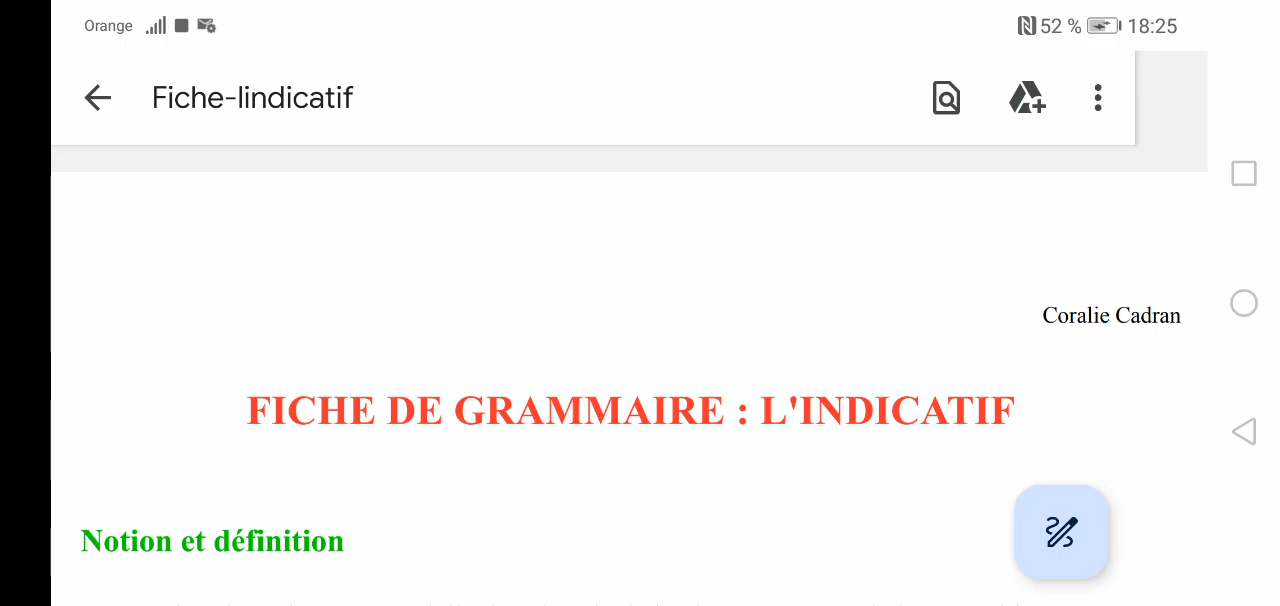 Orange
52 % 18:25
Fiche-lindicatif
Coralie Cadran
FICHE DE GRAMMAIRE : L'INDICATIF
Notion et définition